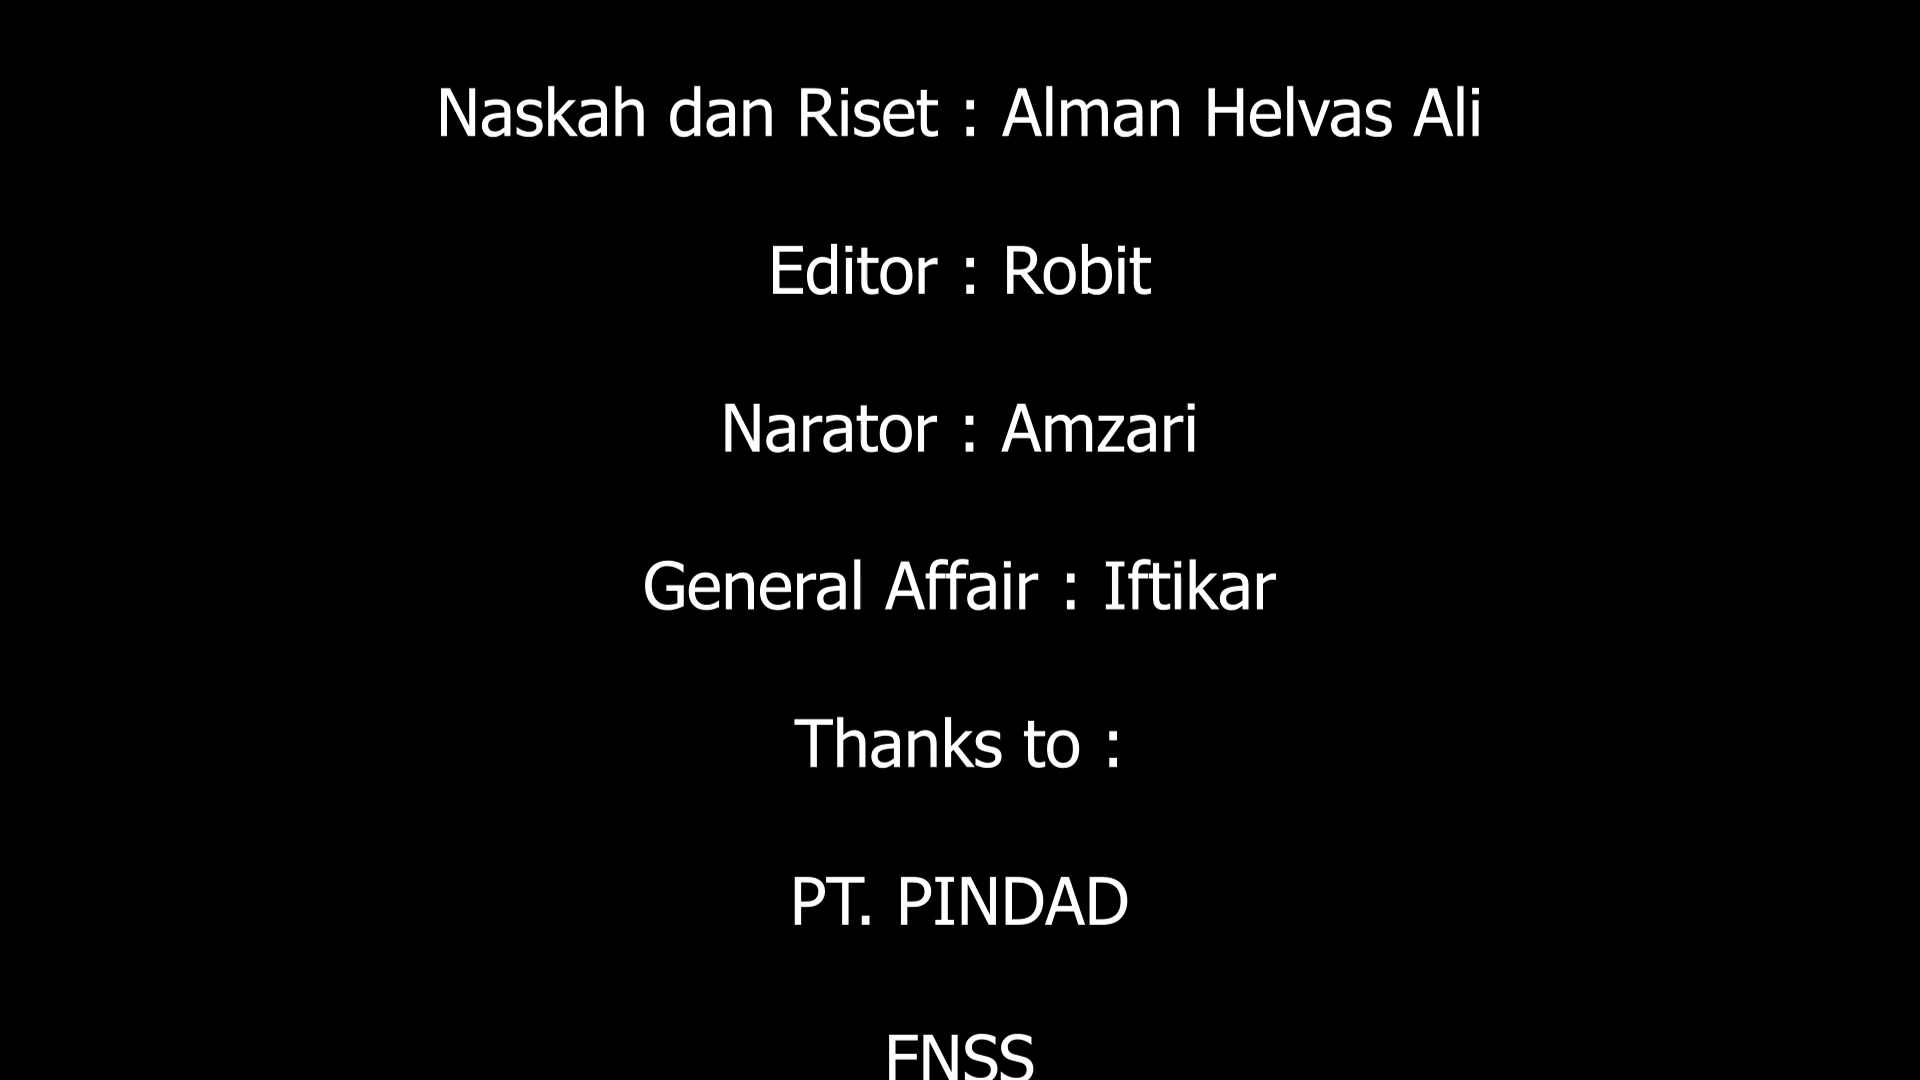 Naskah dan Riset : Alman Helvas Ali
Editor : Robit
Narator : Amzari
General Affair : Iftikar
Thanks to :
PT. PINDAD
FNSS